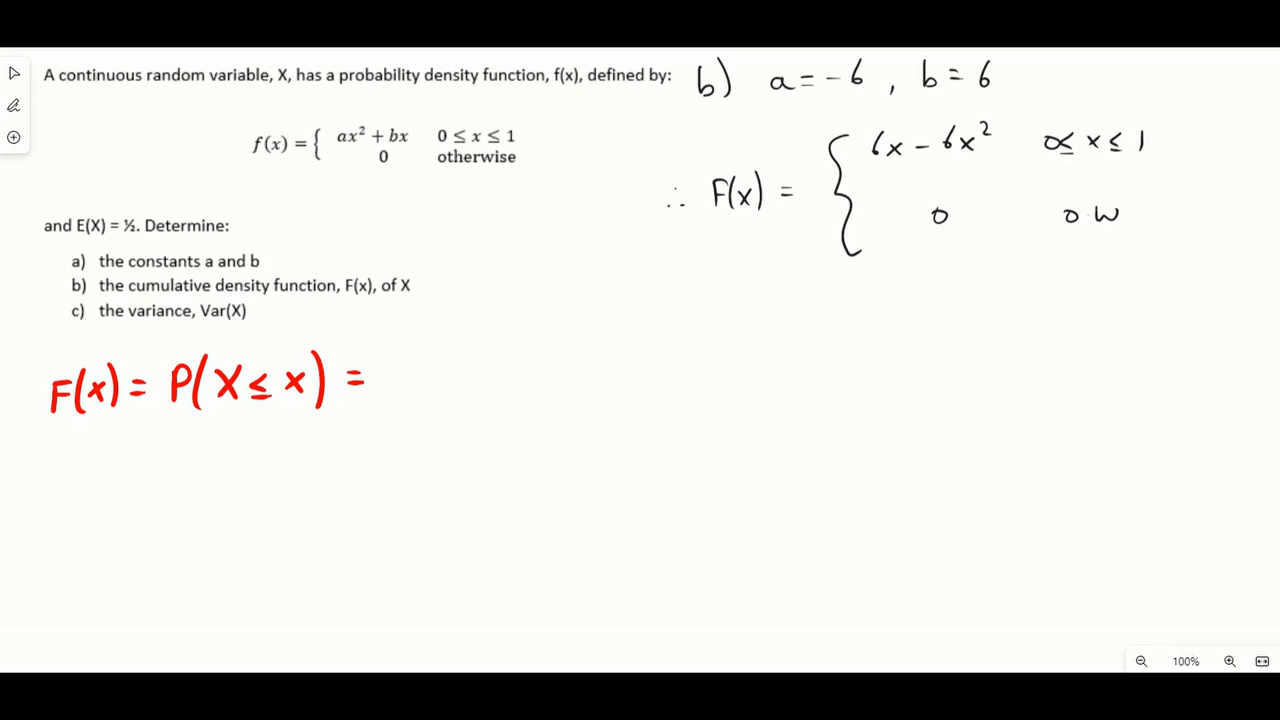 A continuous random variable, X, has a probability density function, f(x), defined by:
f(x) = { ax² + bx 0 ≤ x ≤ 1
0 otherwise
and E(X) = ½. Determine:
a) the constants a and b
b) the cumulative density function, F(x), of X
c) the variance, Var(X)
F(x) = P(X ≤ x) =
b) a = -6 , b = 6
∴ F(x) = { 6x - 6x² 0 ≤ x ≤ 1
0 o.w
100%